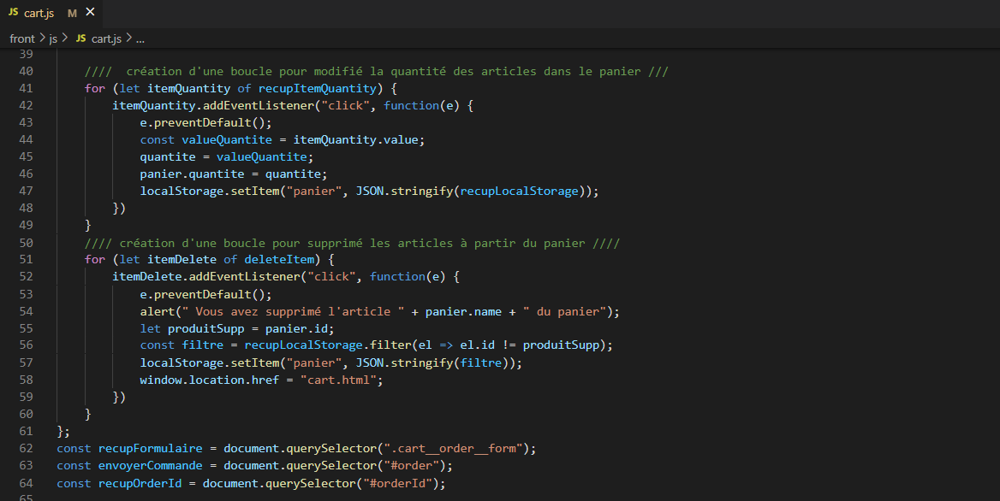 JS cart.js M ×
front > js > JS cart.js > ...
39
40 //// création d'une boucle pour modifié la quantité des articles dans le panier ///
41 for (let itemQuantity of recupItemQuantity) {
42 itemQuantity.addEventListener("click", function(e) {
43 e.preventDefault();
44 const valueQuantite = itemQuantity.value;
45 quantite = valueQuantite;
46 panier.quantite = quantite;
47 localStorage.setItem("panier", JSON.stringify(recupLocalStorage));
48 })
49 }
50 //// création d'une boucle pour supprimé les articles à partir du panier ////
51 for (let itemDelete of deleteItem) {
52 itemDelete.addEventListener("click", function(e) {
53 e.preventDefault();
54 alert(" Vous avez supprimé l'article " + panier.name + " du panier");
55 let produitSupp = panier.id;
56 const filtre = recupLocalStorage.filter(el => el.id != produitSupp);
57 localStorage.setItem("panier", JSON.stringify(filtre));
58 window.location.href = "cart.html";
59 })
60 }
61 };
62 const recupFormulaire = document.querySelector(".cart__order__form");
63 const envoyerCommande = document.querySelector("#order");
64 const recupOrderId = document.querySelector("#orderId");
65